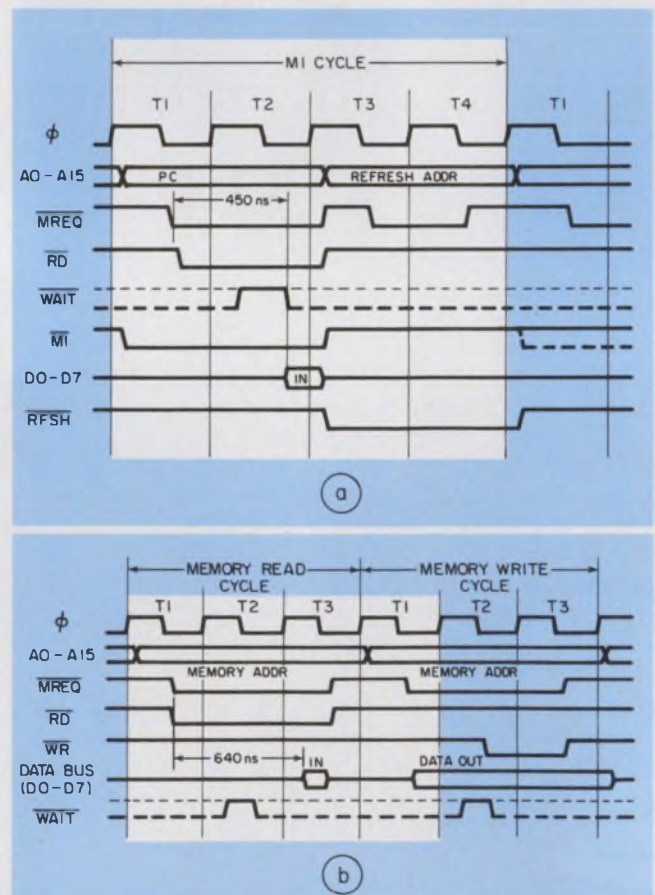 M1 CYCLE
T1 T2 T3 T4 T1
ϕ
A0 – A15 PC REFRESH ADDR
MREQ 450 ns
RD
WAIT
M1
D0 – D7 IN
RFSH
a
MEMORY READ CYCLE MEMORY WRITE CYCLE
T1 T2 T3 T1 T2 T3
ϕ
A0 – A15
MEMORY ADDR MEMORY ADDR
MREQ
RD
WR
640 ns IN DATA OUT
DATA BUS
(D0–D7)
WAIT
b